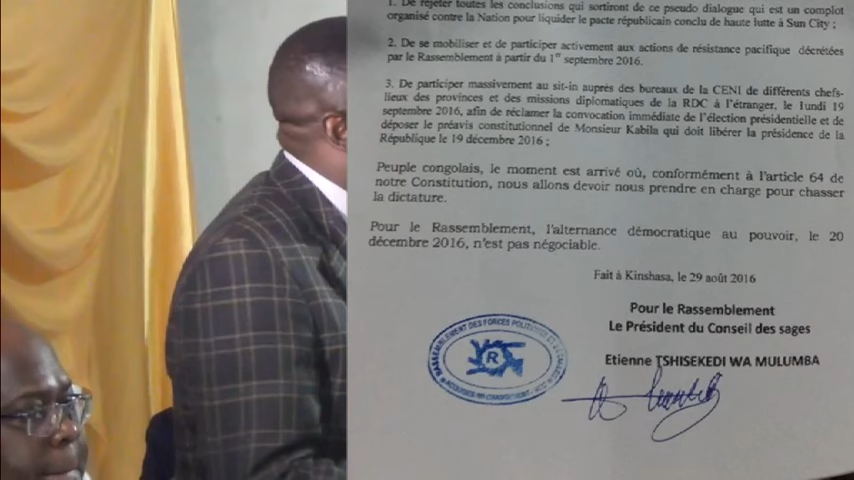 1. De rejeter toutes les conclusions qui sortiront de ce pseudo dialogue qui est un complot
organisé contre la Nation pour liquider le pacte républicain conclu de haute lutte à Sun City ;
2. De se mobiliser et de participer activement aux actions de résistance pacifique décrétées
par le Rassemblement à partir du 1er septembre 2016.
3. De participer massivement au sit-in auprès des bureaux de la CENI de différents chefs-
lieux des provinces et des missions diplomatiques de la RDC à l'étranger, le lundi 19
septembre 2016, afin de réclamer la convocation immédiate de l'élection présidentielle et de
déposer le préavis constitutionnel de Monsieur Kabila qui doit libérer la présidence de la
République le 19 décembre 2016 ;
Peuple congolais, le moment est arrivé où, conformément à l'article 64 de
notre Constitution, nous allons devoir nous prendre en charge pour chasser
la dictature.
Pour le Rassemblement, l'alternance démocratique au pouvoir, le 20
décembre 2016, n'est pas négociable.
Fait à Kinshasa, le 29 août 2016
Pour le Rassemblement
Le Président du Conseil des sages
Etienne TSHISEKEDI WA MULUMBA
RASSEMBLEMENT DES FORCES POLITIQUES ET
R